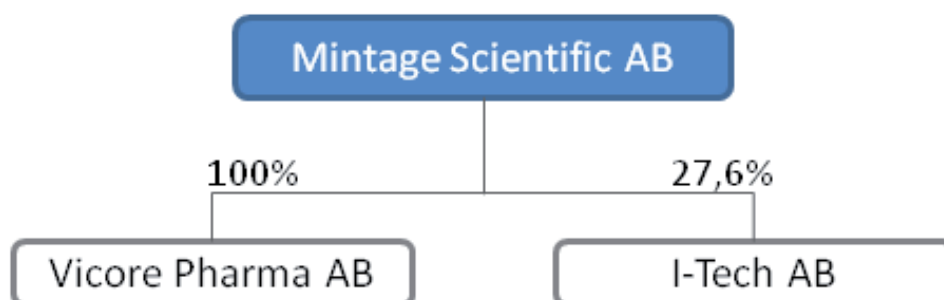 Mintage Scientific AB
100%
27,6%
Vicore Pharma AB
I-Tech AB